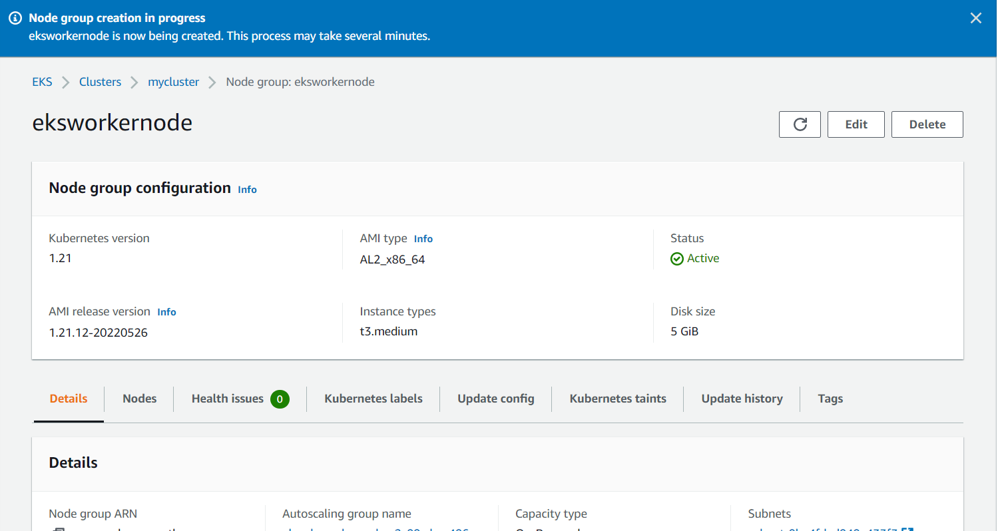 Node group creation in progress
eksworkernode is now being created. This process may take several minutes.
EKS Clusters mycluster Node group: eksworkernode
eksworkernode
Edit Delete
Node group configuration Info
Kubernetes version AMI type Info Status
1.21 AL2_x86_64 Active
AMI release version Info Instance types Disk size
1.21.12-20220526 t3.medium 5 GiB
Details Nodes Health issues 0 Kubernetes labels Update config Kubernetes taints Update history Tags
Details
Node group ARN Autoscaling group name Capacity type Subnets